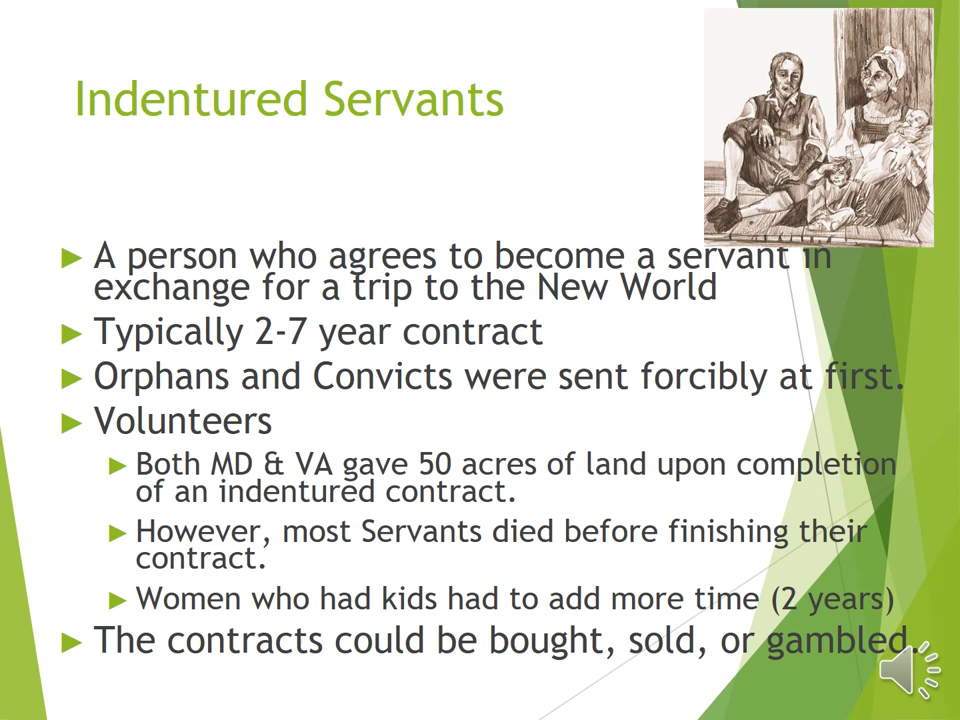 Indentured Servants
A person who agrees to become a servant in
exchange for a trip to the New World
Typically 2-7 year contract
Orphans and Convicts were sent forcibly at first.
Volunteers
Both MD & VA gave 50 acres of land upon completion
of an indentured contract.
However, most Servants died before finishing their
contract.
Women who had kids had to add more time (2 years)
The contracts could be bought, sold, or gambled.